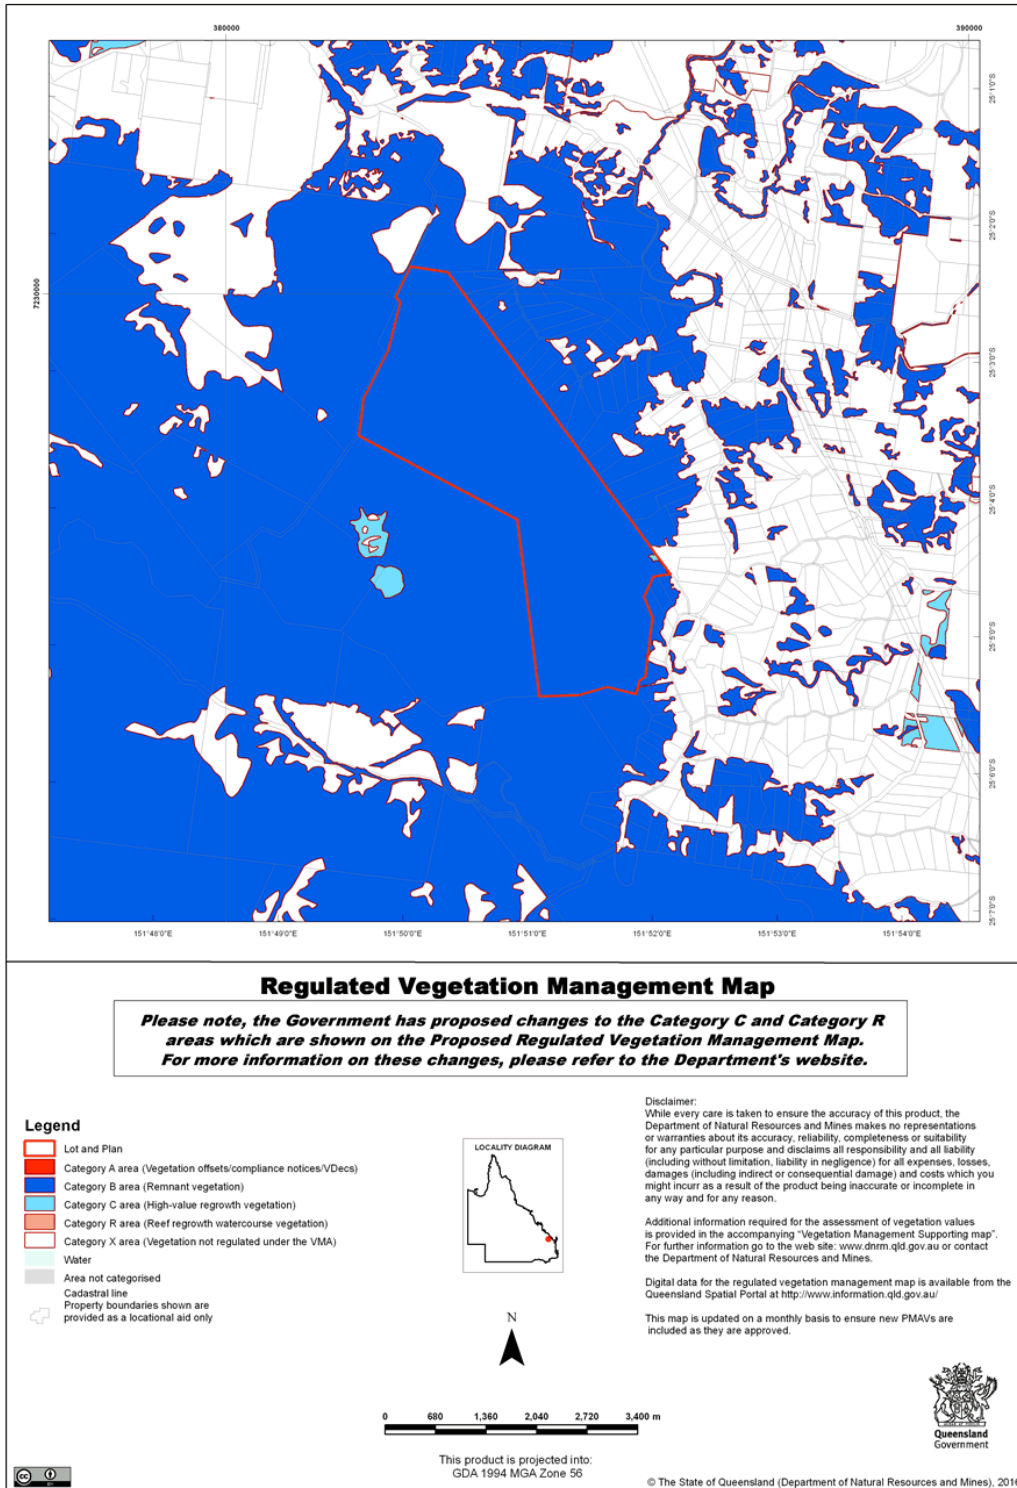 380000
390000
7230000
25°1'0"S
25°2'0"S
25°3'0"S
25°4'0"S
25°5'0"S
25°6'0"S
25°7'0"S
151°48'0"E
151°49'0"E
151°50'0"E
151°51'0"E
151°52'0"E
151°53'0"E
151°54'0"E
Regulated Vegetation Management Map
Please note, the Government has proposed changes to the Category C and Category R
areas which are shown on the Proposed Regulated Vegetation Management Map.
For more information on these changes, please refer to the Department's website.
Legend
Lot and Plan
Category A area (Vegetation offsets/compliance notices/VDecs)
Category B area (Remnant vegetation)
Category C area (High-value regrowth vegetation)
Category R area (Reef regrowth watercourse vegetation)
Category X area (Vegetation not regulated under the VMA)
Water
Area not categorised
Cadastral line
Property boundaries shown are
provided as a locational aid only
LOCALITY DIAGRAM
N
0 680 1,360 2,040 2,720 3,400 m
This product is projected into:
GDA 1994 MGA Zone 56
Disclaimer:
While every care is taken to ensure the accuracy of this product, the
Department of Natural Resources and Mines makes no representations
or warranties about its accuracy, reliability, completeness or suitability
for any particular purpose and disclaims all responsibility and all liability
(including without limitation, liability in negligence) for all expenses, losses,
damages (including indirect or consequential damage) and costs which you
might incur as a result of the product being inaccurate or incomplete in
any way and for any reason.
Additional information required for the assessment of vegetation values
is provided in the accompanying "Vegetation Management Supporting map".
For further information go to the web site: www.dnrm.qld.gov.au or contact
the Department of Natural Resources and Mines.
Digital data for the regulated vegetation management map is available from the
Queensland Spatial Portal at http://www.information.qld.gov.au/
This map is updated on a monthly basis to ensure new PMAVs are
included as they are approved.
Queensland
Government
cc
BY
© The State of Queensland (Department of Natural Resources and Mines), 2016